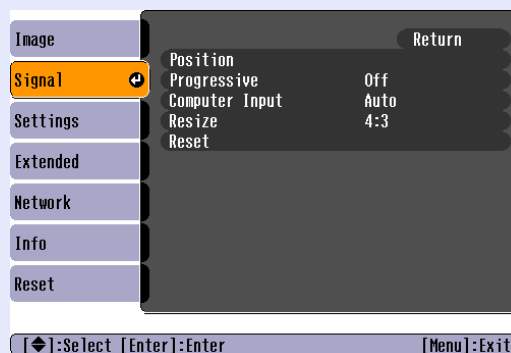 Image
Signal
Settings
Extended
Network
Info
Reset
Return
Position
Progressive Off
Computer Input Auto
Resize 4:3
Reset
[◆]:Select [Enter]:Enter [Menu]:Exit